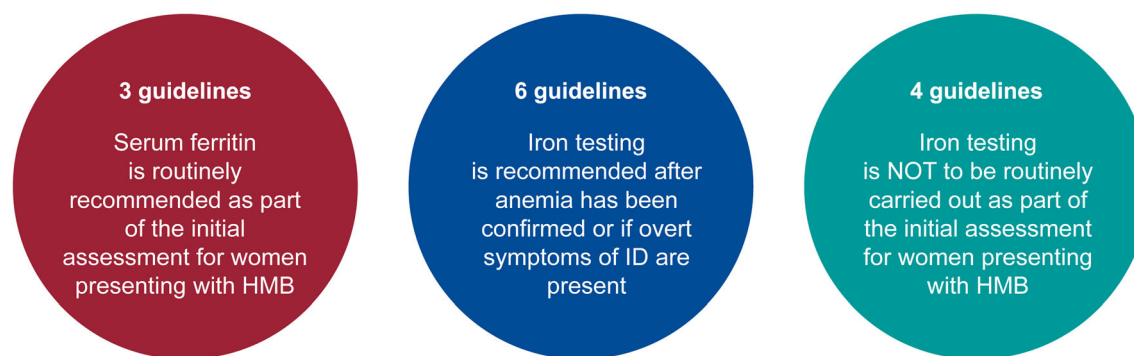 3 guidelines
Serum ferritin
is routinely
recommended as part
of the initial
assessment for women
presenting with HMB
6 guidelines
Iron testing
is recommended after
anemia has been
confirmed or if overt
symptoms of ID are
present
4 guidelines
Iron testing
is NOT to be routinely
carried out as part of
the initial assessment
for women presenting
with HMB